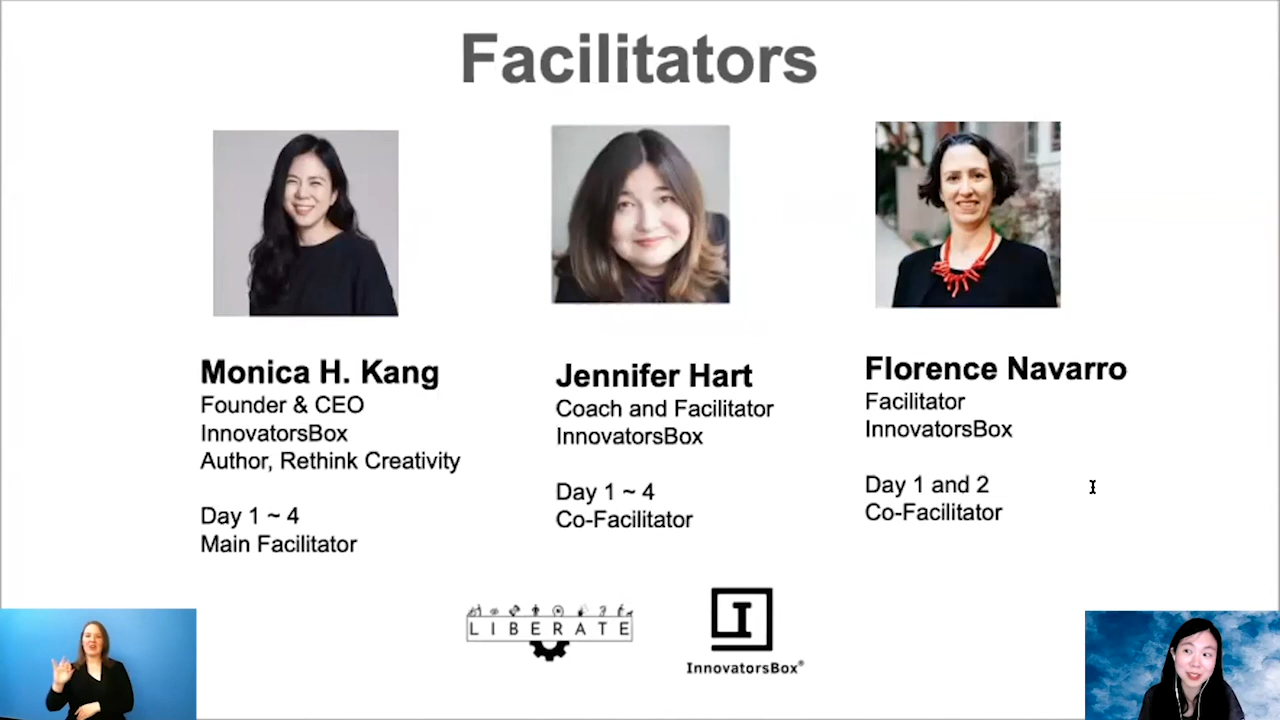 Facilitators
Monica H. Kang
Founder & CEO
InnovatorsBox
Author, Rethink Creativity
Day 1 ~ 4
Main Facilitator
Jennifer Hart
Coach and Facilitator
InnovatorsBox
Day 1 ~ 4
Co-Facilitator
Florence Navarro
Facilitator
InnovatorsBox
Day 1 and 2
Co-Facilitator
LIBERATE
I
InnovatorsBox®